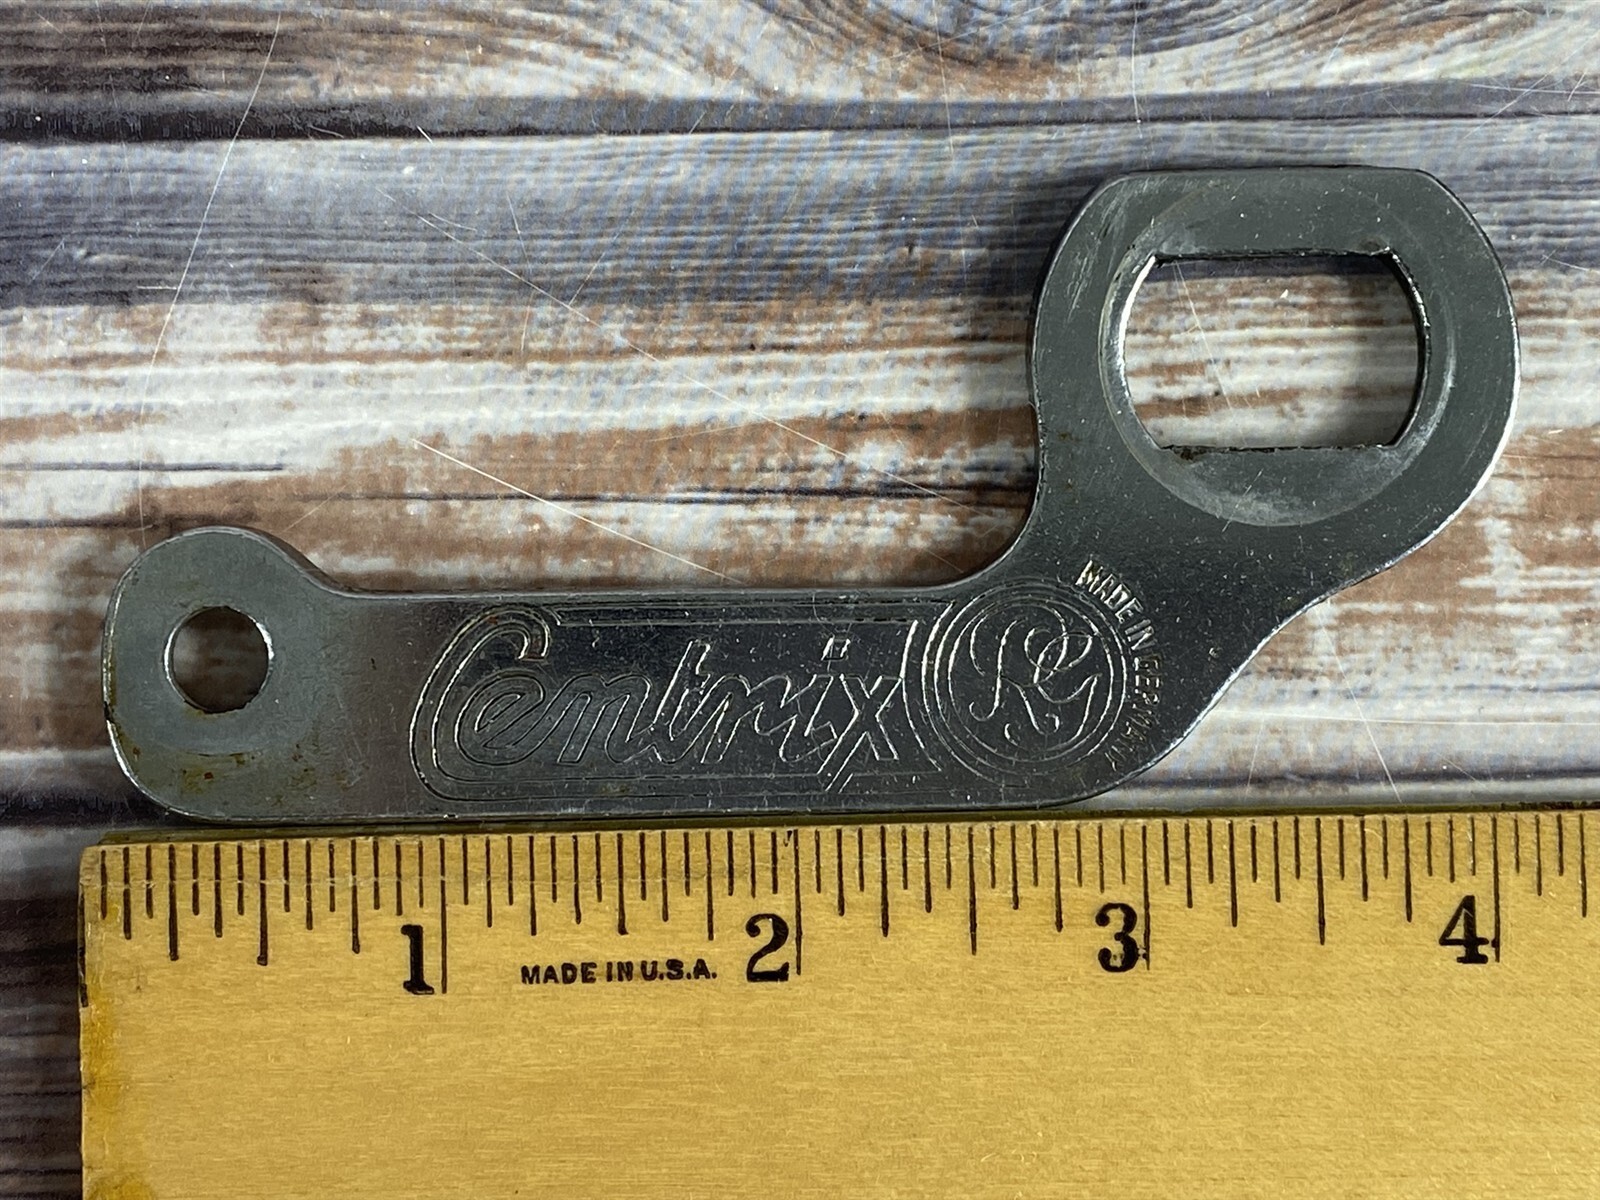 Centrix
RG
MADE IN GERMANY
1 2 3 4
MADE IN U.S.A.